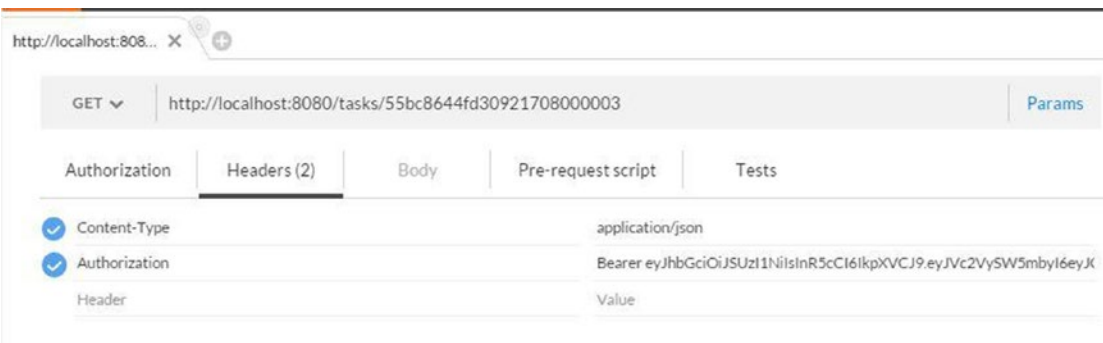 http://localhost:808...
GET http://localhost:8080/tasks/55bc8644fd30921708000003 Params
Authorization Headers (2) Body Pre-request script Tests
Content-Type application/json
Authorization Bearer eyJhbGciOiJSUzI1NiIsInR5cCI6IkpXVCJ9.eyJVc2VySW5mbyI6eyJ
Header Value